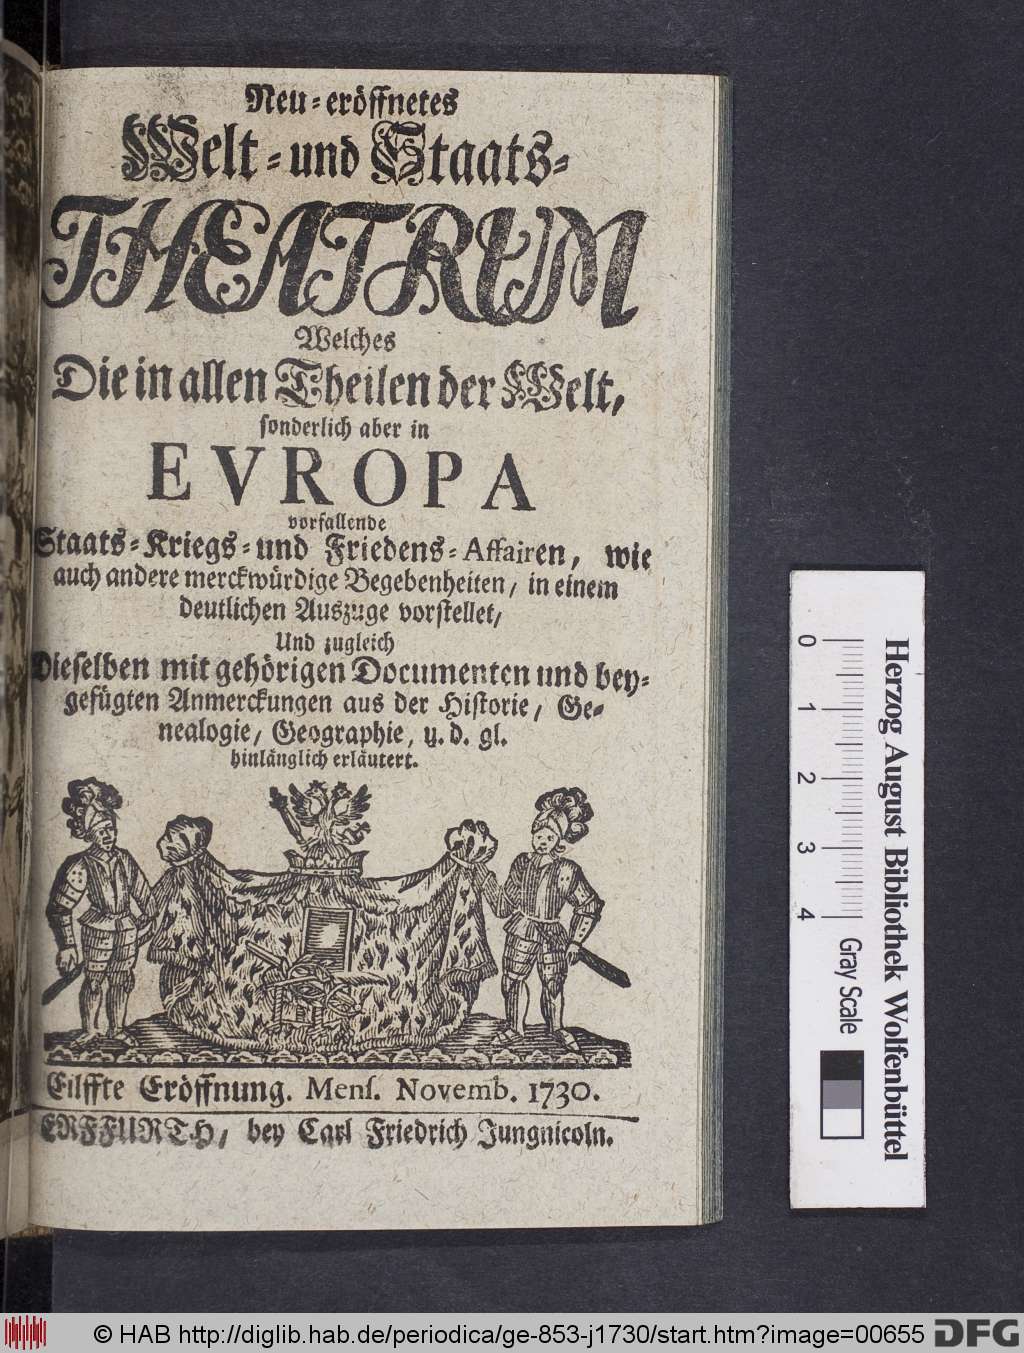 Neu-eröffnetes
Welt-und Staats-
THEATRUM
Welches
Die in allen Theilen der Welt,
sonderlich aber in
EVROPA
vorfallende
Staats-Kriegs-und Friedens-Affairen, wie
auch andere merckwürdige Begebenheiten/ in einem
deutlichen Auszuge vorstellet/
Und zugleich
Dieselben mit gehörigen Documenten und bey-
gefügten Anmerckungen aus der Historie/ Ge-
nealogie/ Geographie, u. d. gl.
hinlänglich erläutert.
Eilffte Eröffnung. Mens. Novemb. 1730.
ERFFURTH/ bey Carl Friedrich Jungnicoln.
Herzog August Bibliothek Wolfenbüttel
0 1 2 3 4 Gray Scale
© HAB http://diglib.hab.de/periodica/ge-853-j1730/start.htm?image=00655
DFG